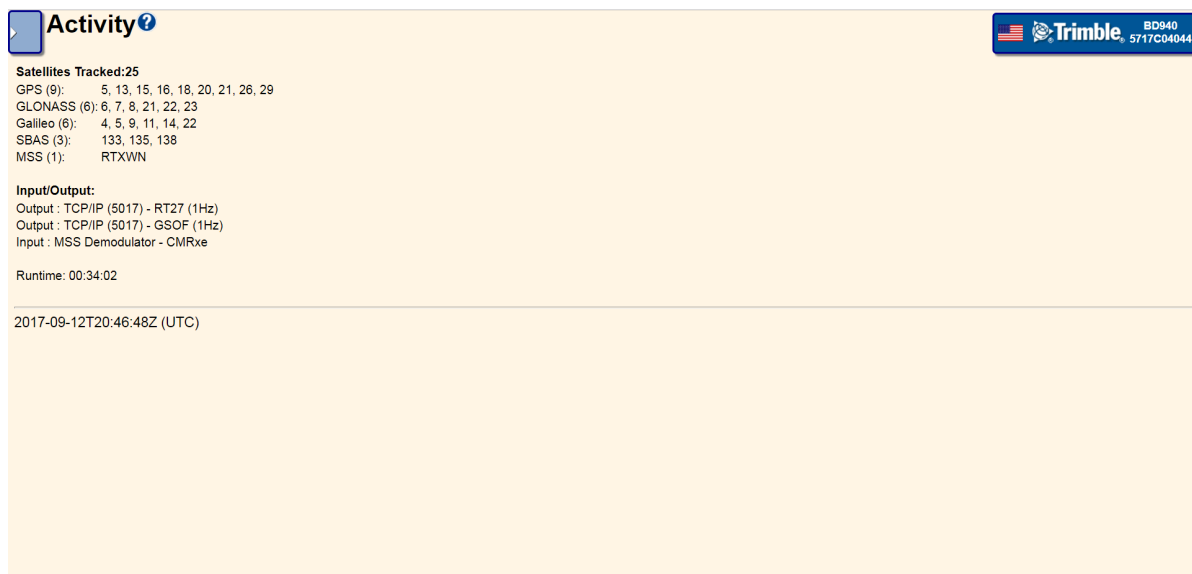 Activity?
Trimble® BD940
5717C04044
Satellites Tracked:25
GPS (9): 5, 13, 15, 16, 18, 20, 21, 26, 29
GLONASS (6): 6, 7, 8, 21, 22, 23
Galileo (6): 4, 5, 9, 11, 14, 22
SBAS (3): 133, 135, 138
MSS (1): RTXWN
Input/Output:
Output : TCP/IP (5017) - RT27 (1Hz)
Output : TCP/IP (5017) - GSOF (1Hz)
Input : MSS Demodulator - CMRxe
Runtime: 00:34:02
2017-09-12T20:46:48Z (UTC)